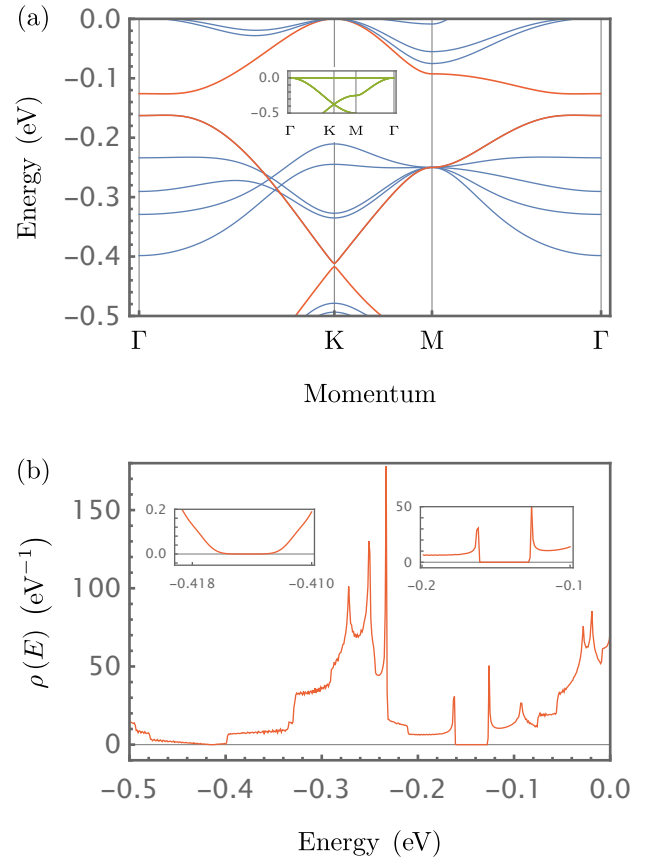 (a)
Energy (eV)
0.0
−0.1
−0.2
−0.3
−0.4
−0.5
0.0
−0.5
Γ K M Γ
Γ K M Γ
Momentum
(b)
ρ(E) (eV⁻¹)
150
100
50
0
0.2
0.0
−0.418 −0.410
50
0
−0.2 −0.1
−0.5 −0.4 −0.3 −0.2 −0.1 0.0
Energy (eV)